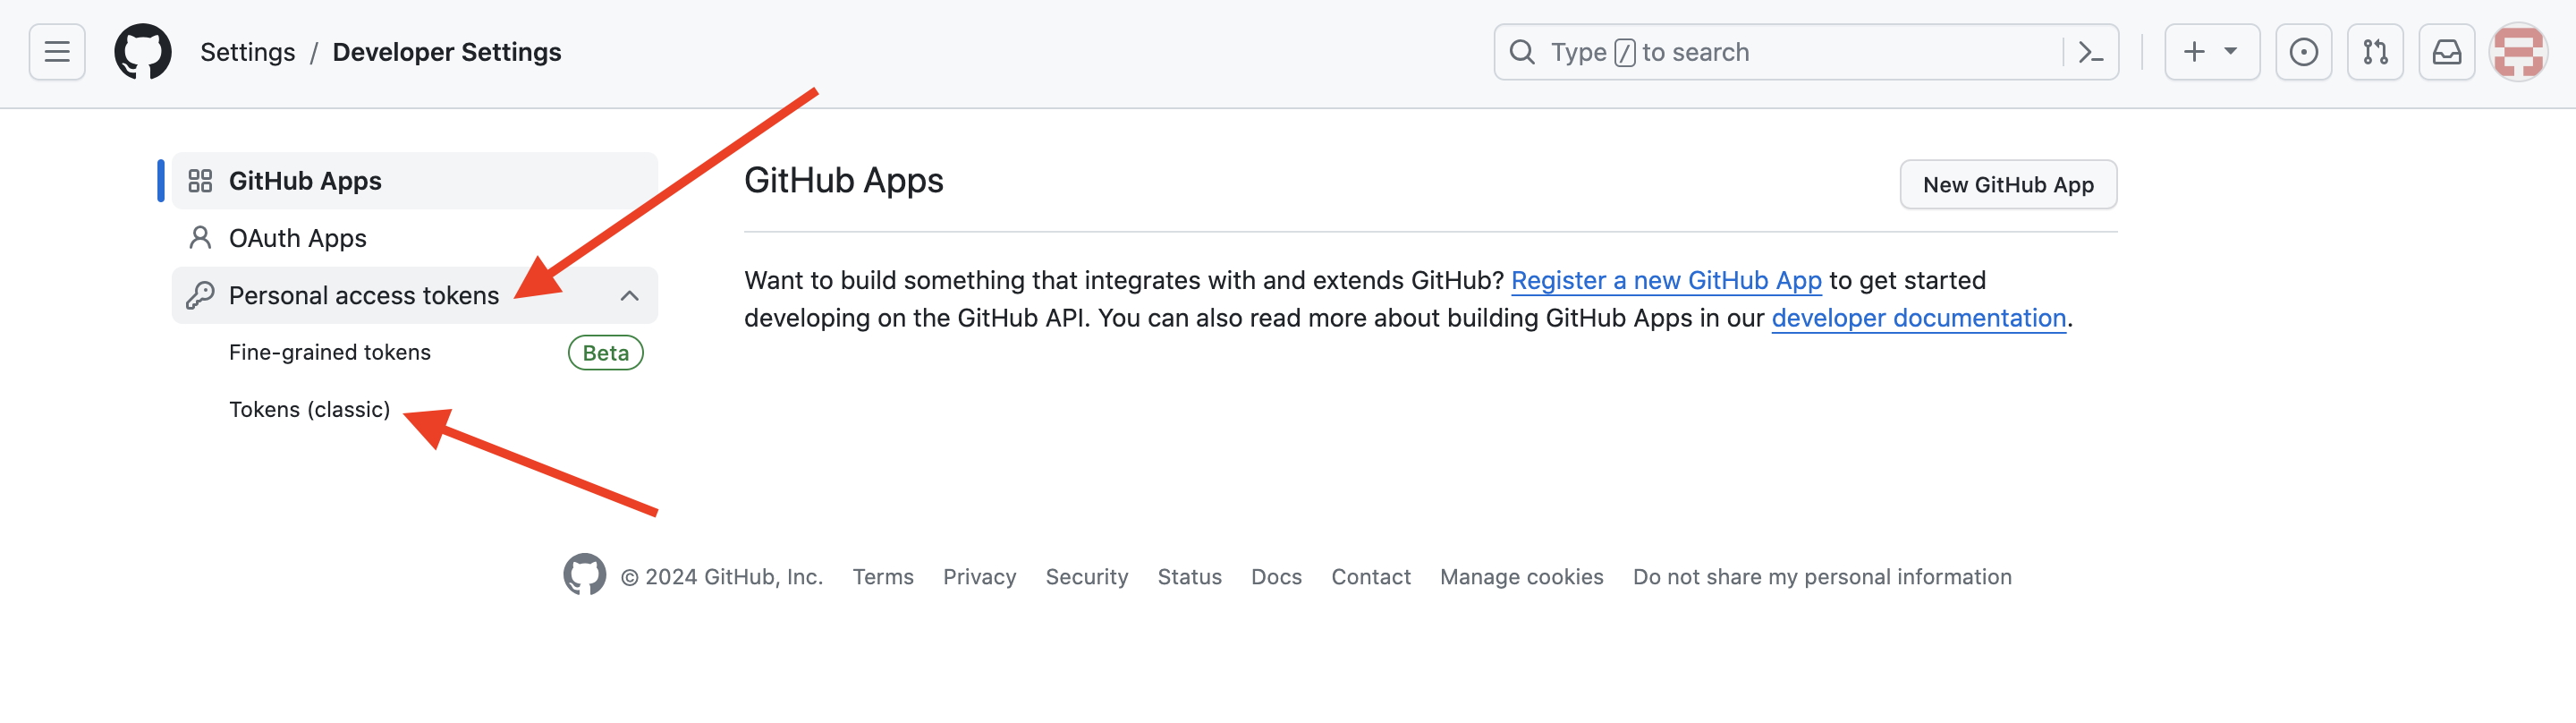 Settings / Developer Settings
Type / to search
GitHub Apps
OAuth Apps
Personal access tokens
Fine-grained tokens Beta
Tokens (classic)
GitHub Apps
New GitHub App
Want to build something that integrates with and extends GitHub? Register a new GitHub App to get started
developing on the GitHub API. You can also read more about building GitHub Apps in our developer documentation.
© 2024 GitHub, Inc. Terms Privacy Security Status Docs Contact Manage cookies Do not share my personal information